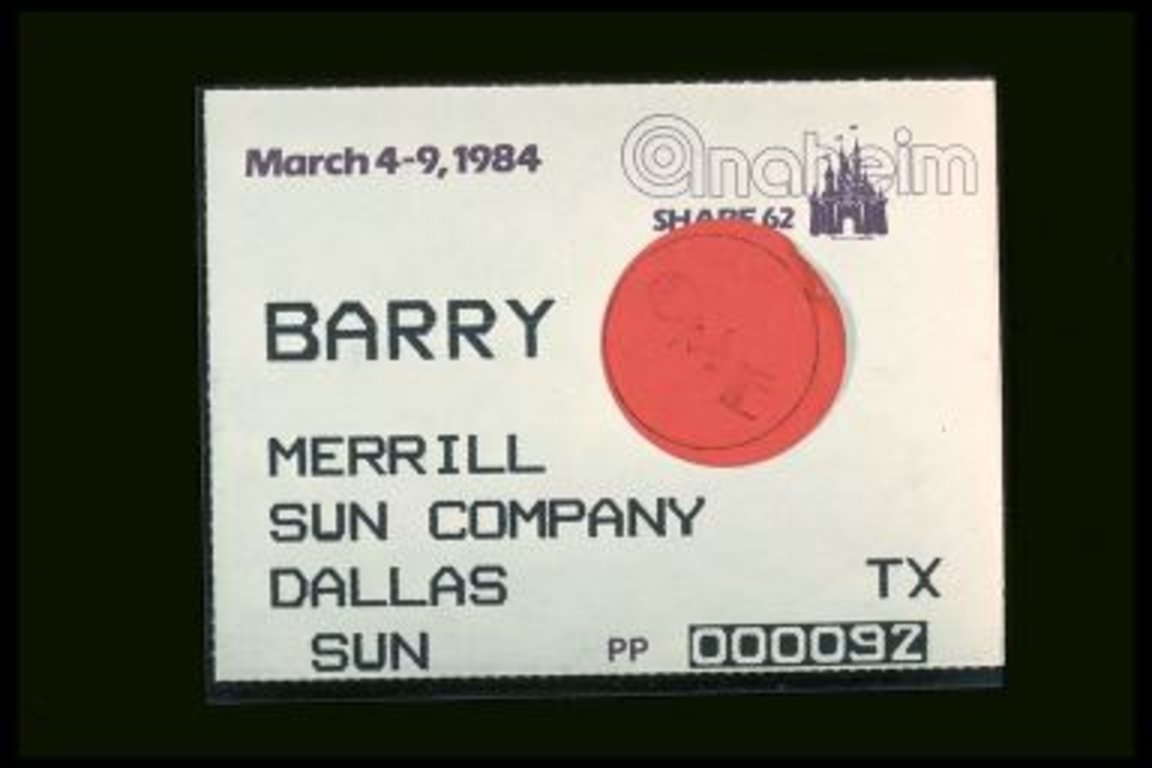 March 4-9, 1984
Anaheim
SHARE 62
BARRY
MERRILL
SUN COMPANY
DALLAS TX
SUN PP 000092